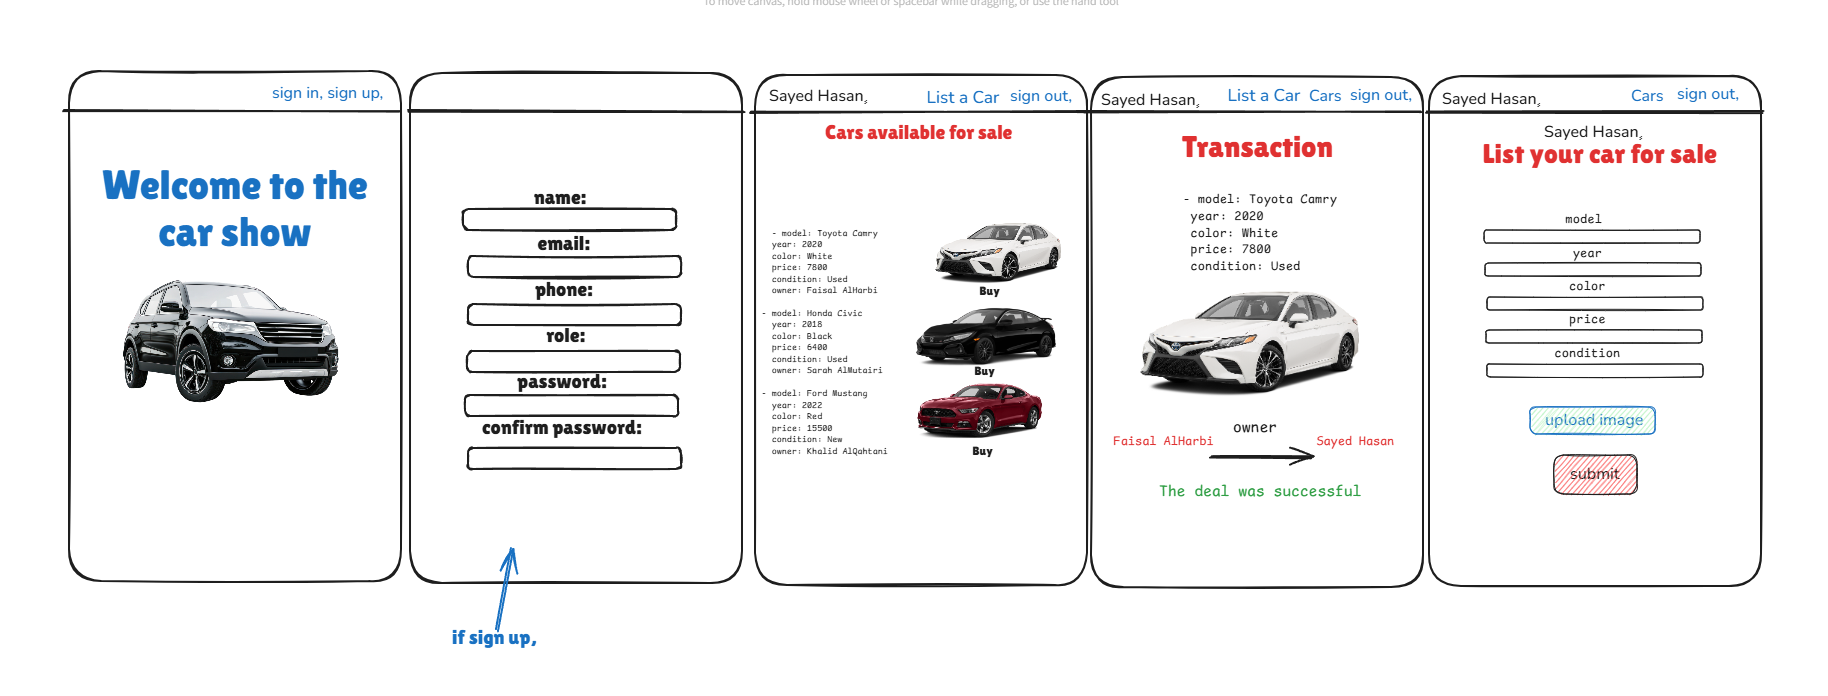 To move canvas, hold mouse wheel or spacebar while dragging, or use the hand tool
sign in, sign up,
Welcome to the
car show
name:
email:
phone:
role:
password:
confirm password:
if sign up,
Sayed Hasan,
List a Car sign out,
Cars available for sale
- model: Toyota Camry
year: 2020
color: White
price: 7800
condition: Used
owner: Faisal AlHarbi
Buy
- model: Honda Civic
year: 2018
color: Black
price: 6400
condition: Used
owner: Sarah AlMutairi
Buy
- model: Ford Mustang
year: 2022
color: Red
price: 15500
condition: New
owner: Khalid AlQahtani
Buy
Sayed Hasan,
List a Car Cars sign out,
Transaction
- model: Toyota Camry
year: 2020
color: White
price: 7800
condition: Used
owner
Faisal AlHarbi
Sayed Hasan
The deal was successful
Sayed Hasan,
Cars sign out,
Sayed Hasan,
List your car for sale
model
year
color
price
condition
upload image
submit